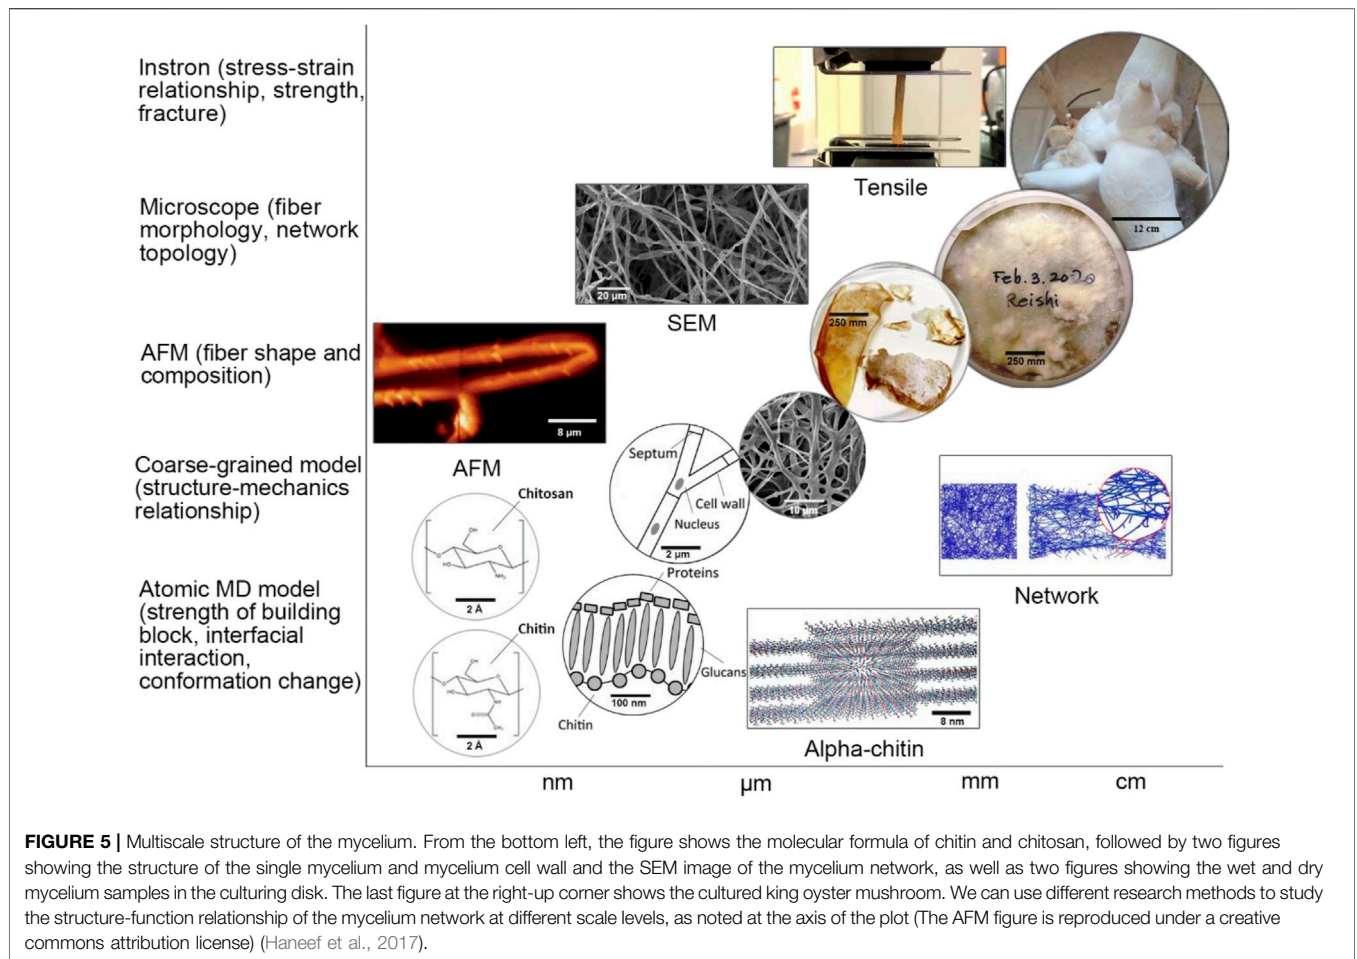 Instron (stress-strain
relationship, strength,
fracture)
Microscope (fiber
morphology, network
topology)
AFM (fiber shape and
composition)
Coarse-grained model
(structure-mechanics
relationship)
Atomic MD model
(strength of building
block, interfacial
interaction,
conformation change)
Tensile
12 cm
20 µm
SEM
Feb. 3. 2020
Reishi
250 mm
250 mm
8 µm
AFM
Septum
Cell wall
Nucleus
2 µm
10 µm
Chitosan
OH
O
HO
NH₂
2 Å
Chitin
OH
O
HO
NH
O
CH₃
2 Å
Proteins
Glucans
100 nm
Chitin
Network
8 nm
Alpha-chitin
nm
µm
mm
cm
FIGURE 5 | Multiscale structure of the mycelium. From the bottom left, the figure shows the molecular formula of chitin and chitosan, followed by two figures
showing the structure of the single mycelium and mycelium cell wall and the SEM image of the mycelium network, as well as two figures showing the wet and dry
mycelium samples in the culturing disk. The last figure at the right-up corner shows the cultured king oyster mushroom. We can use different research methods to study
the structure-function relationship of the mycelium network at different scale levels, as noted at the axis of the plot (The AFM figure is reproduced under a creative
commons attribution license) (Haneef et al., 2017).